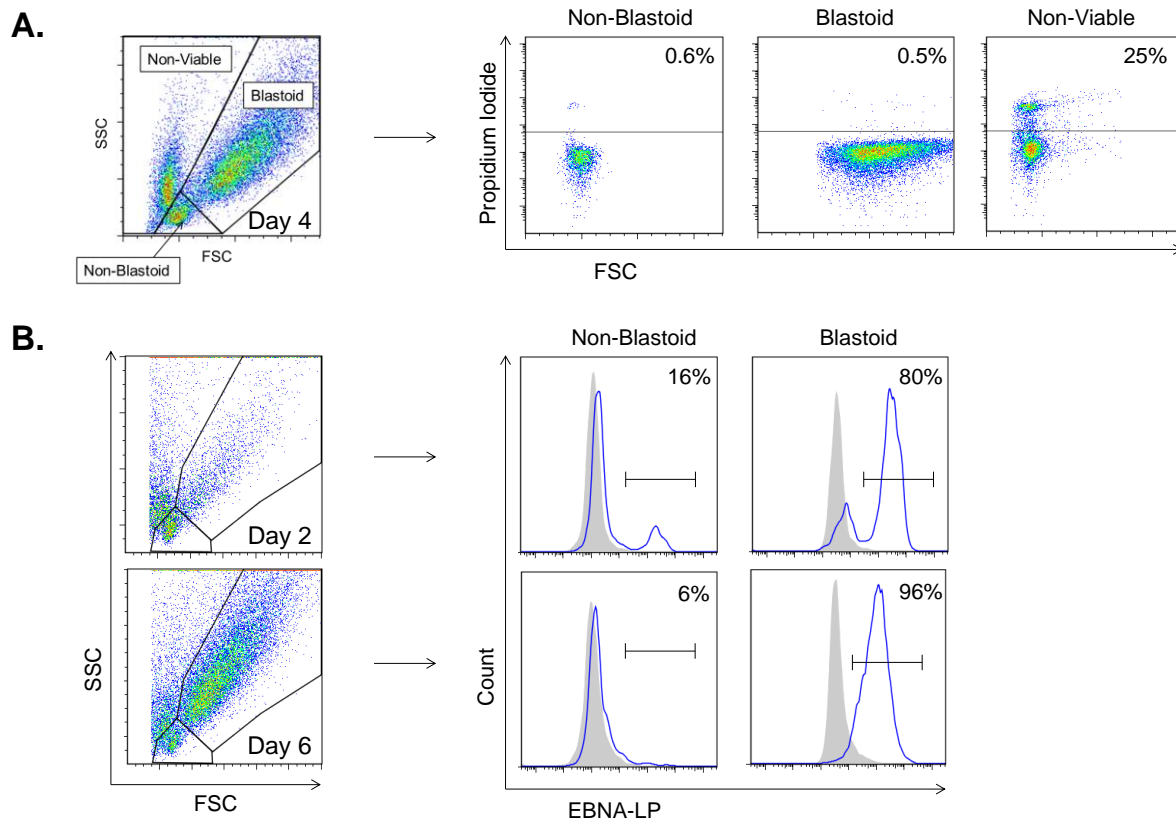 A.
Non-Viable
Blastoid
SSC
Day 4
Non-Blastoid
FSC
Non-Blastoid
Blastoid
Non-Viable
0.6%
0.5%
25%
Propidium Iodide
FSC
B.
Non-Blastoid
Blastoid
Day 2
16%
80%
Day 6
6%
96%
SSC
Count
FSC
EBNA-LP